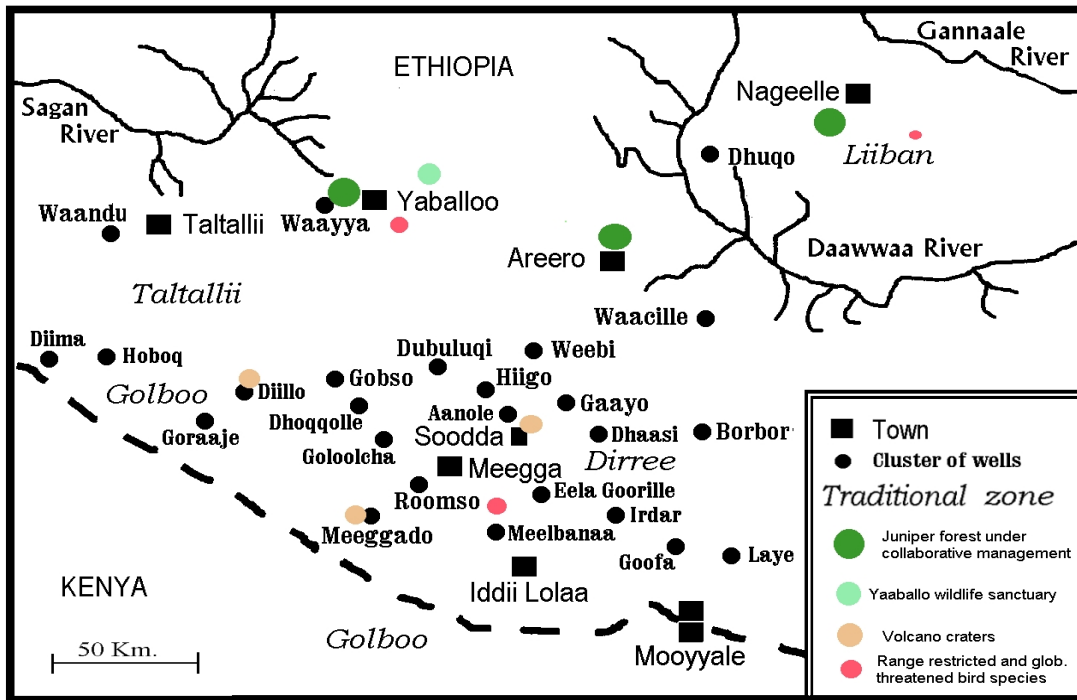 Gannaale
River
ETHIOPIA
Nageelle
Sagan
River
Dhuqo
Liiban
Yaballoo
Waandu
Waayya
Taltallii
Daawwaa River
Areero
Taltallii
Waacille
Diima
Hoboq
Dubuluqi
Weebi
Golboo
Diillo
Gobso
Hiigo
Goraaje
Dhoqqolle
Aanole
Gaayo
Goloolcha
Soodda
Dhaasi
Borbor
Meegga
Dirree
Roomso
Eela Goorille
Meeggado
Meelbanaa
Irdar
Goofa
Laye
KENYA
Iddii Lolaa
Golboo
Mooyyale
50 Km.
Town
Cluster of wells
Traditional zone
Juniper forest under
collaborative management
Yaaballo wildlife sanctuary
Volcano craters
Range restricted and glob.
threatened bird species